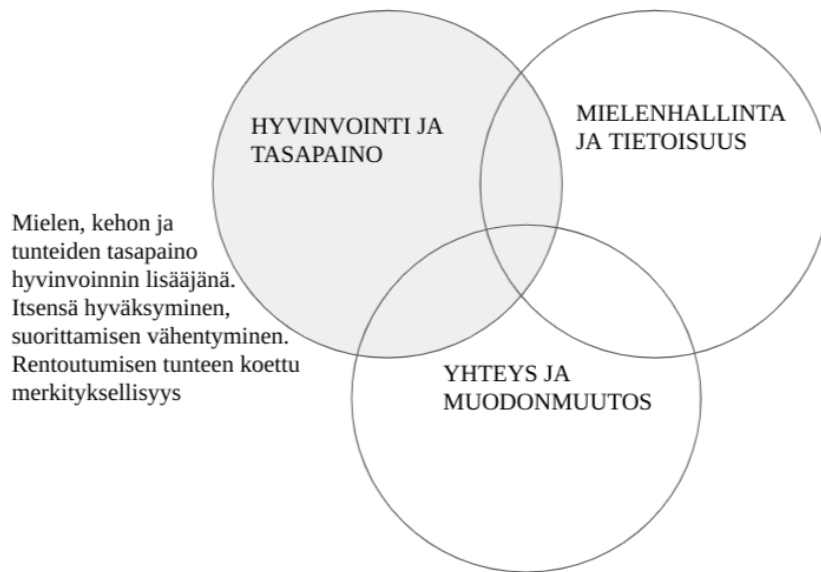 HYVINVOINTI JA
TASAPAINO
MIELENHALLINTA
JA TIETOISUUS
Mielen, kehon ja
tunteiden tasapaino
hyvinvoinnin lisääjänä.
Itsensä hyväksyminen,
suorittamisen vähentyminen.
Rentoutumisen tunteen koettu
merkityksellisyys
YHTEYS JA
MUODONMUUTOS